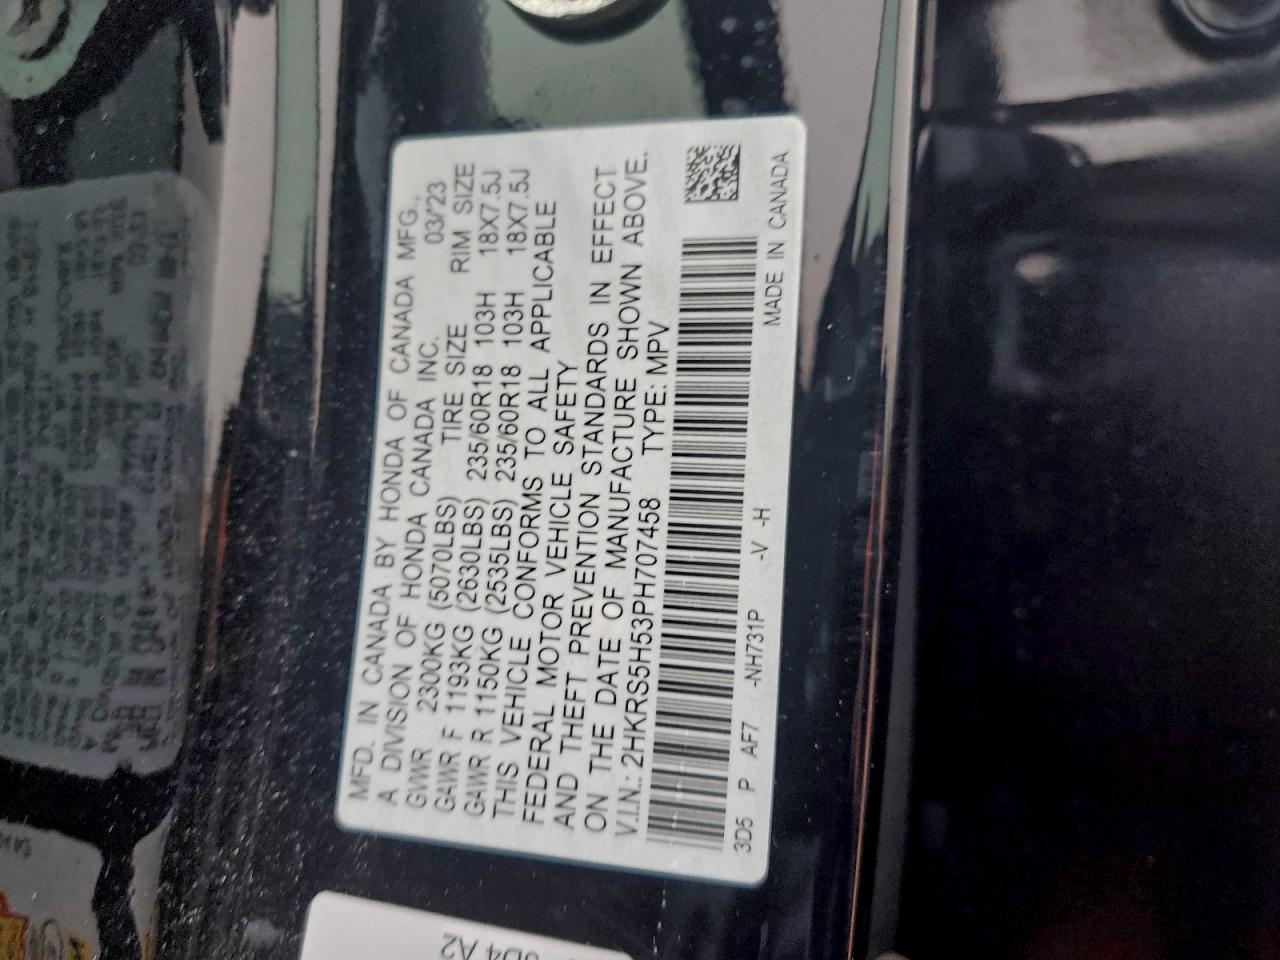 MFD. IN CANADA BY HONDA OF CANADA MFG.,
A DIVISION OF HONDA CANADA INC. 03/'23
GVWR 2300KG (5070LBS) TIRE SIZE RIM SIZE
GAWR F 1193KG (2630LBS) 235/60R18 103H 18X7.5J
GAWR R 1150KG (2535LBS) 235/60R18 103H 18X7.5J
THIS VEHICLE CONFORMS TO ALL APPLICABLE
FEDERAL MOTOR VEHICLE SAFETY
AND THEFT PREVENTION STANDARDS IN EFFECT
ON THE DATE OF MANUFACTURE SHOWN ABOVE.
V.I.N.: 2HKRS5H53PH707458 TYPE: MPV
3D5 P AF7 -NH731P -V -H MADE IN CANADA